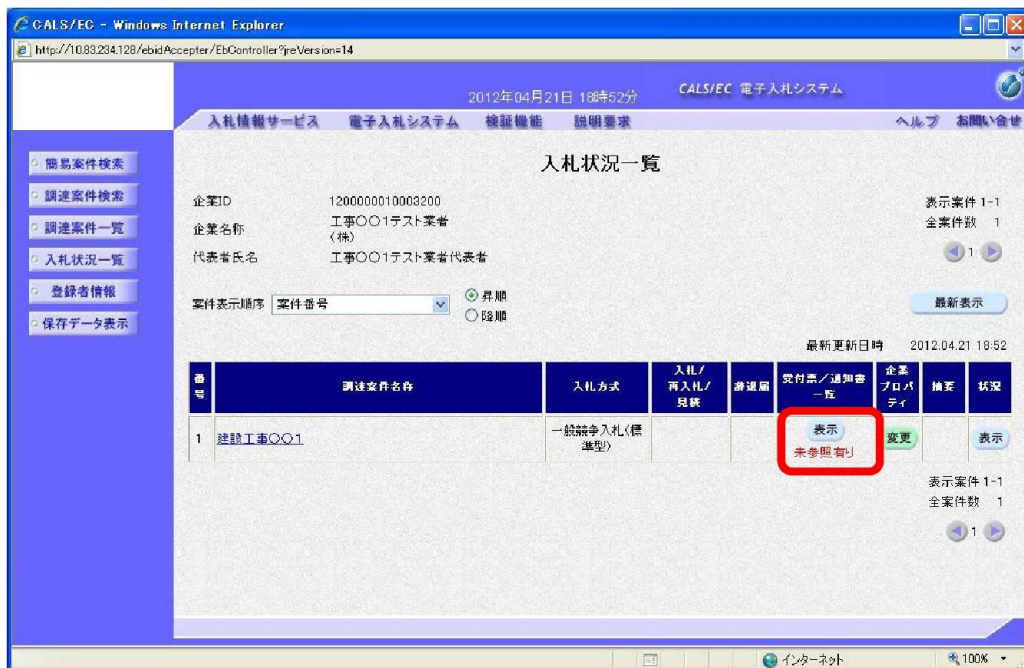 CALS/EC - Windows Internet Explorer
http://10.83.234.128/ebidAccepter/EbController?jreVersion=14
2012年04月21日 18時52分
CALS/EC 電子入札システム
入札情報サービス 電子入札システム 検証機能 説明要求 ヘルプ お問い合せ
簡易案件検索
調達案件検索
調達案件一覧
入札状況一覧
登録者情報
保存データ表示
入札状況一覧
企業ID 1200000010003200
企業名称 工事〇〇1テスト業者
(株)
代表者氏名 工事〇〇1テスト業者代表者
表示案件 1-1
全案件数 1
1
案件表示順序 案件番号
昇順
降順
最新表示
最新更新日時 2012.04.21 18:52
番号 調達案件名称 入札方式 入札/再入札/見積 辞退届 受付票/通知書一覧 企業プロパティ 摘要 状況
1 建設工事〇〇1 一般競争入札(標準型) 表示 変更 表示
未参照有り
表示案件 1-1
全案件数 1
1
インターネット 100%